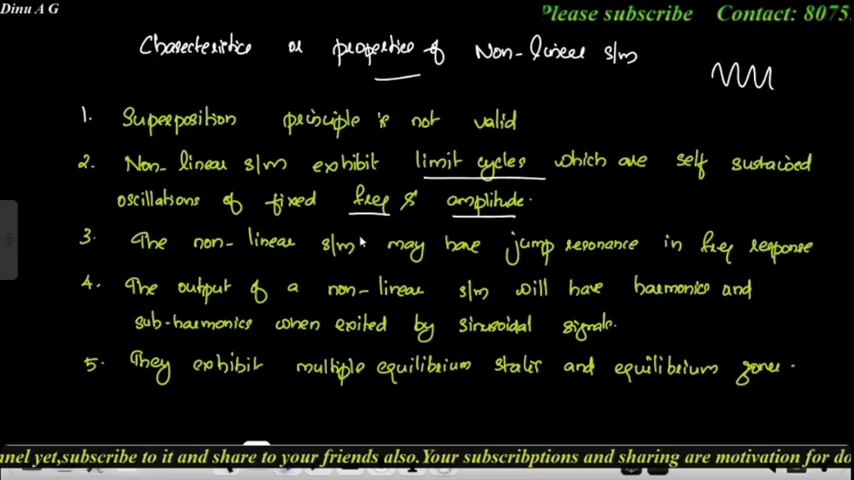 Dinu A G
Please subscribe Contact: 8075
Charecteristics or properties of Non-linear s/m
1. Superposition principle is not valid
2. Non-linear s/m exhibit limit cycles which are self sustained
oscillations of fixed freq & amplitude.
3. The non-linear s/m may have jump resonance in freq response
4. The output of a non-linear s/m will have harmonics and
sub-harmonics when exited by sinusoidal signals.
5. They exhibit multiple equilibrium states and equilibrium zones.
nnel yet,subscribe to it and share to your friends also.Your subscribptions and sharing are motivation for do